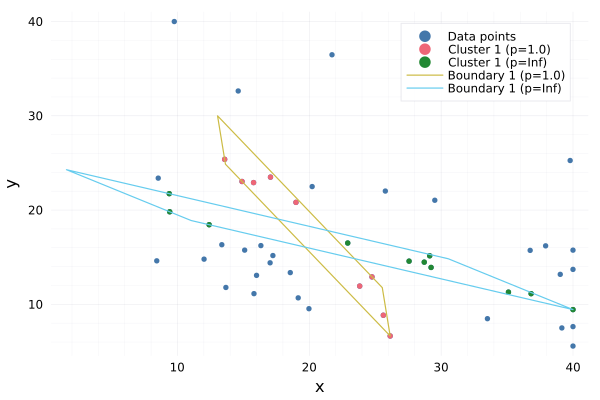 40
30
20
10
y
10
20
30
40
x
Data points
Cluster 1 (p=1.0)
Cluster 1 (p=Inf)
Boundary 1 (p=1.0)
Boundary 1 (p=Inf)